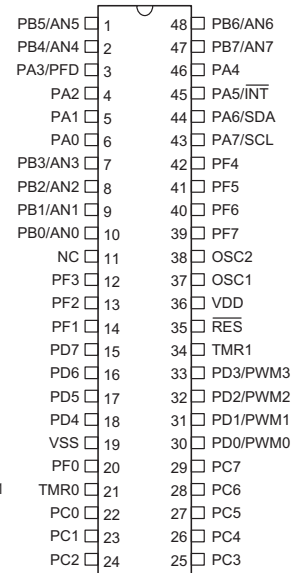 PB5/AN5 1 48 PB6/AN6
PB4/AN4 2 47 PB7/AN7
PA3/PFD 3 46 PA4
PA2 4 45 PA5/INT
PA1 5 44 PA6/SDA
PA0 6 43 PA7/SCL
PB3/AN3 7 42 PF4
PB2/AN2 8 41 PF5
PB1/AN1 9 40 PF6
PB0/AN0 10 39 PF7
NC 11 38 OSC2
PF3 12 37 OSC1
PF2 13 36 VDD
PF1 14 35 RES
PD7 15 34 TMR1
PD6 16 33 PD3/PWM3
PD5 17 32 PD2/PWM2
PD4 18 31 PD1/PWM1
VSS 19 30 PD0/PWM0
PF0 20 29 PC7
TMR0 21 28 PC6
PC0 22 27 PC5
PC1 23 26 PC4
PC2 24 25 PC3